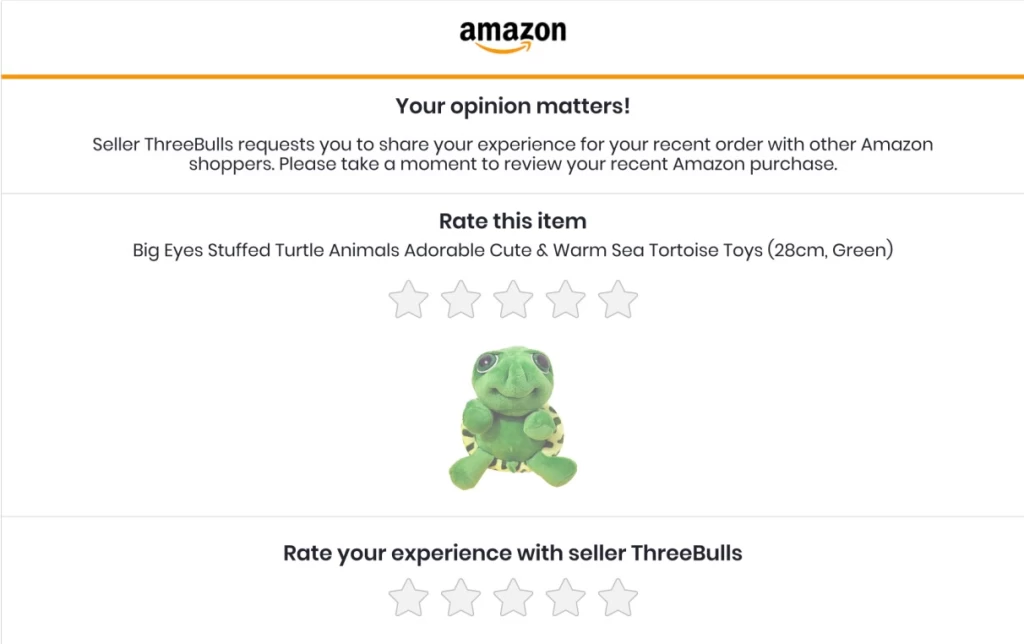 amazon
Your opinion matters!
Seller ThreeBulls requests you to share your experience for your recent order with other Amazon
shoppers. Please take a moment to review your recent Amazon purchase.
Rate this item
Big Eyes Stuffed Turtle Animals Adorable Cute & Warm Sea Tortoise Toys (28cm, Green)
Rate your experience with seller ThreeBulls